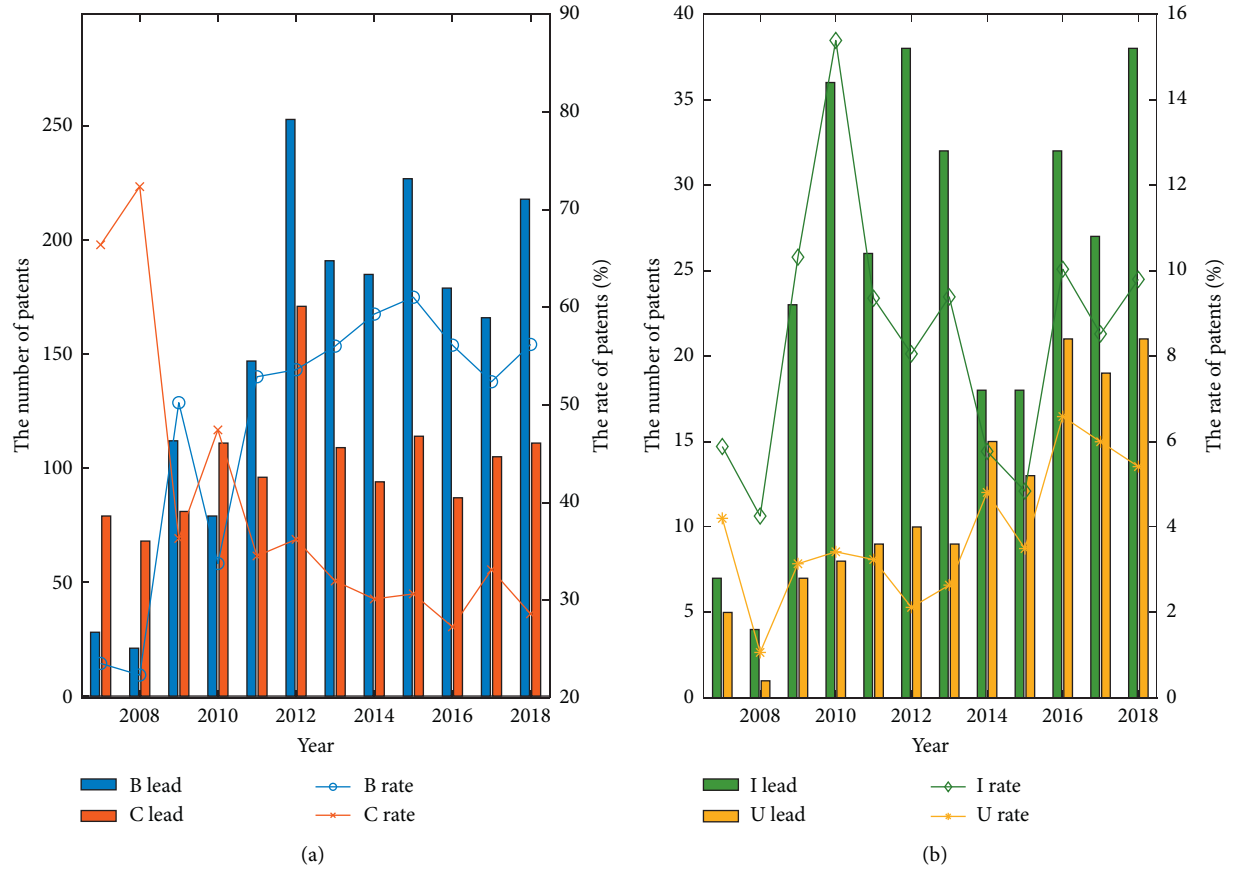 The number of patents
250
200
150
100
50
0
90
80
70
60
50
40
30
20
The rate of patents (%)
2008 2010 2012 2014 2016 2018
Year
B lead B rate
C lead C rate
(a)
The number of patents
40
35
30
25
20
15
10
5
0
16
14
12
10
8
6
4
2
0
The rate of patents (%)
2008 2010 2012 2014 2016 2018
Year
I lead I rate
U lead U rate
(b)